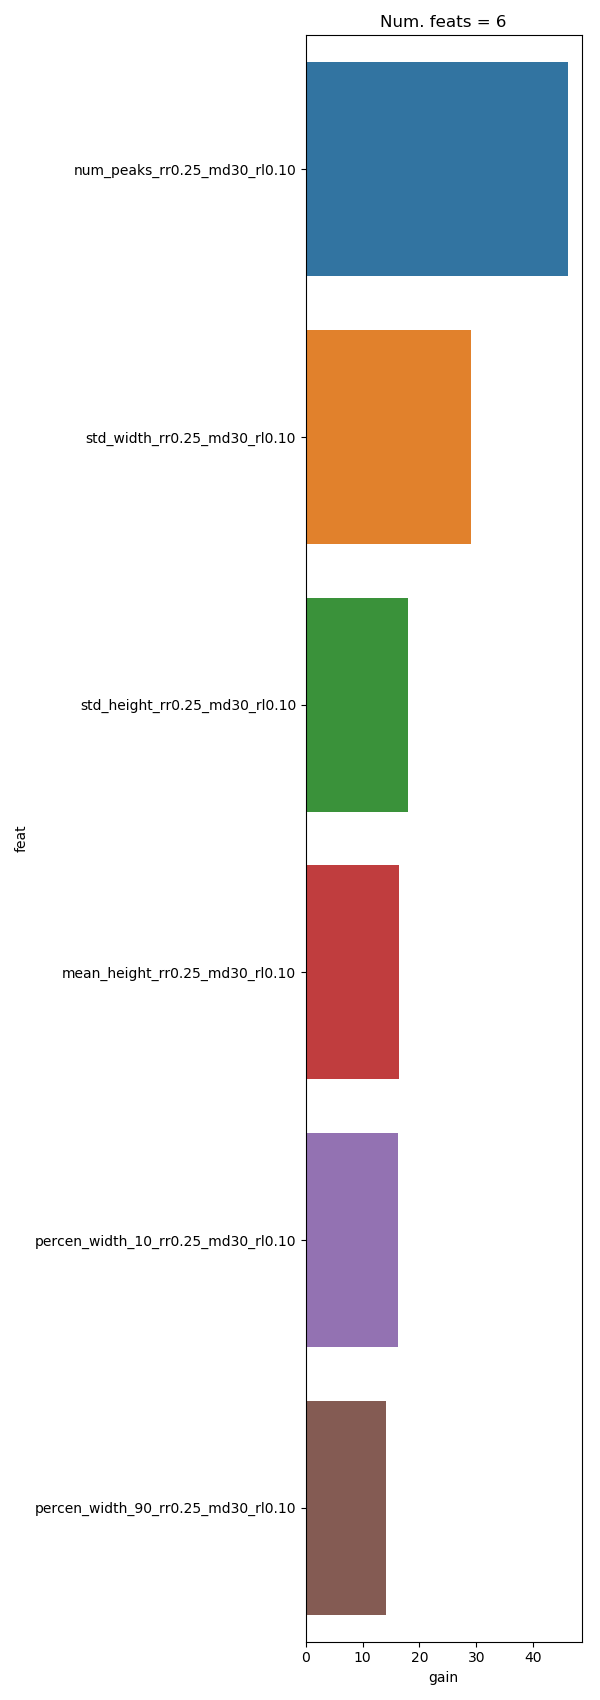 Num. feats = 6
num_peaks_rr0.25_md30_rl0.10
std_width_rr0.25_md30_rl0.10
std_height_rr0.25_md30_rl0.10
feat
mean_height_rr0.25_md30_rl0.10
percen_width_10_rr0.25_md30_rl0.10
percen_width_90_rr0.25_md30_rl0.10
0 10 20 30 40
gain